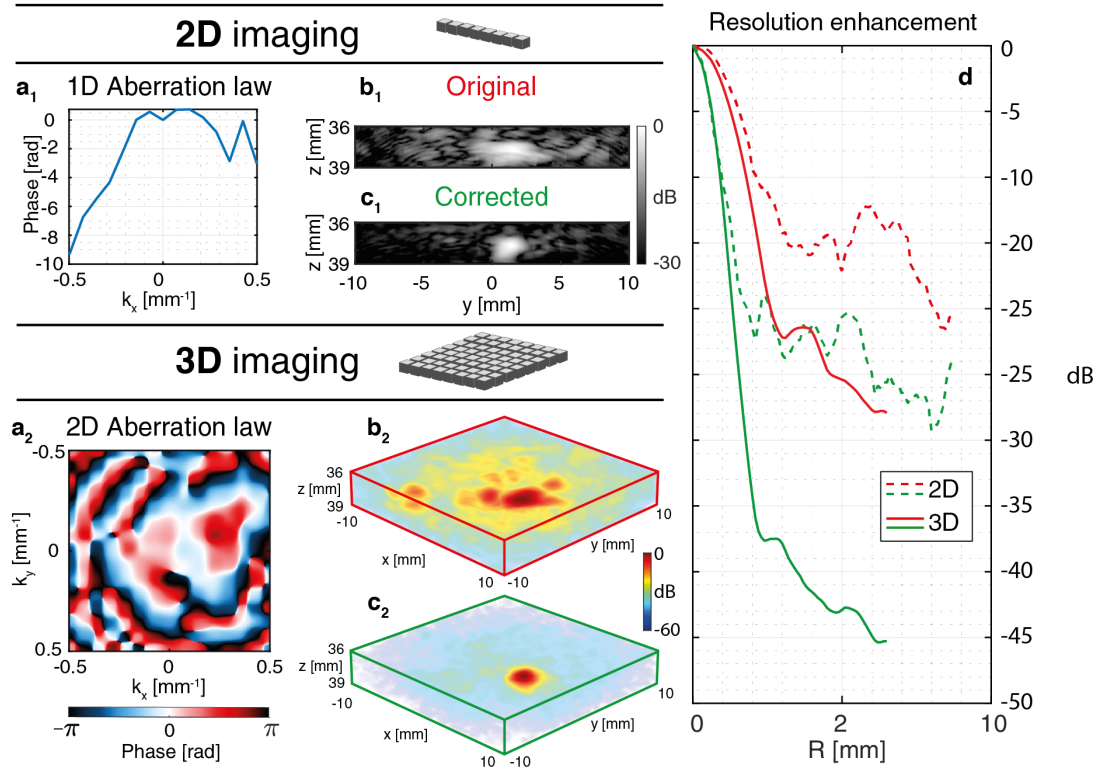 2D imaging
a1 1D Aberration law
Phase [rad]
0
-2
-4
-6
-8
-10
-0.5 0 0.5
kx [mm-1]
b1 Original
36
z [mm]
39
c1 Corrected
36
z [mm]
39
-10 -5 0 5 10
y [mm]
0
dB
-30
3D imaging
a2 2D Aberration law
-0.5
ky [mm-1]
0
0.5
-0.5 0 0.5
kx [mm-1]
−π 0 π
Phase [rad]
b2
36
z [mm]
39
-10
x [mm]
10 -10
y [mm]
10
0
dB
-60
c2
36
z [mm]
39
-10
x [mm]
10 -10
y [mm]
10
Resolution enhancement
d
0
-5
-10
-15
-20
-25
-30
-35
-40
-45
-50
dB
2D
3D
0 2 10
R [mm]